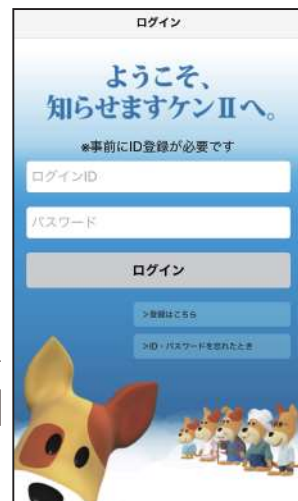 ログイン
ようこそ、
知らせますケンⅡへ。
※事前にID登録が必要です
ログインID
パスワード
ログイン
>登録はこちら
>ID・パスワードを忘れたとき